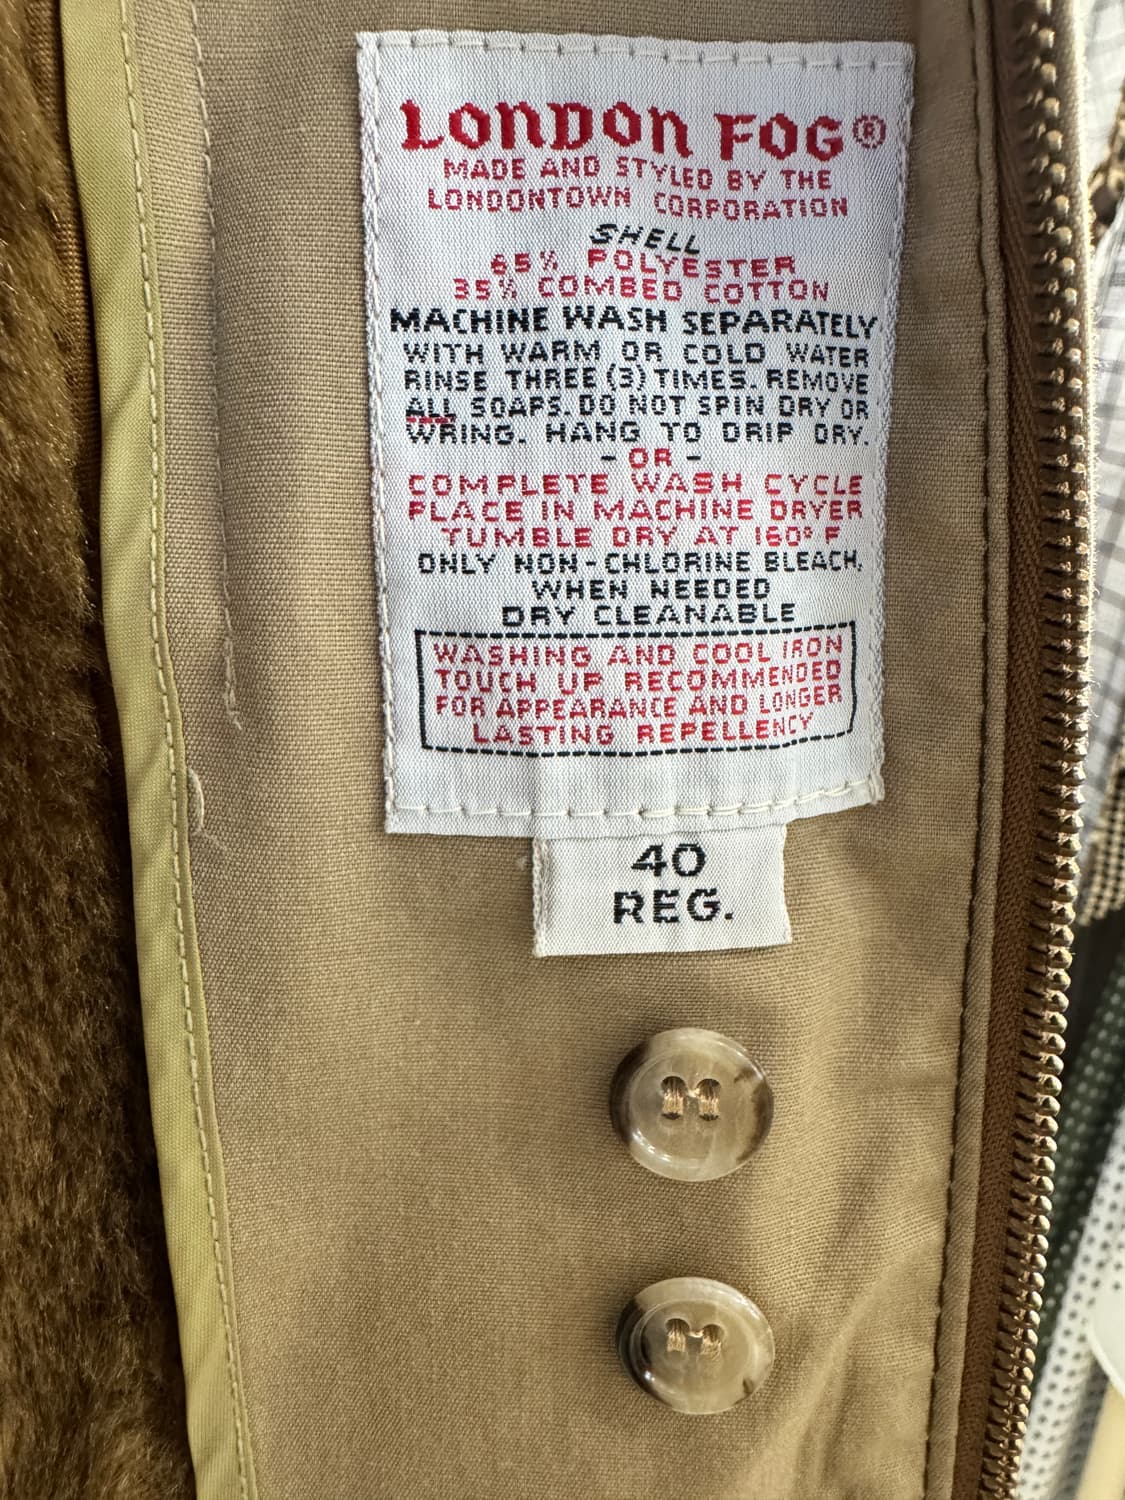 LONDON FOG®
MADE AND STYLED BY THE
LONDONTOWN CORPORATION
SHELL
65% POLYESTER
35% COMBED COTTON
MACHINE WASH SEPARATELY
WITH WARM OR COLD WATER
RINSE THREE (3) TIMES. REMOVE
ALL SOAPS. DO NOT SPIN DRY OR
WRING. HANG TO DRIP DRY.
- OR -
COMPLETE WASH CYCLE
PLACE IN MACHINE DRYER
TUMBLE DRY AT 160° F
ONLY NON-CHLORINE BLEACH,
WHEN NEEDED
DRY CLEANABLE
WASHING AND COOL IRON
TOUCH UP RECOMMENDED
FOR APPEARANCE AND LONGER
LASTING REPELLENCY
40
REG.